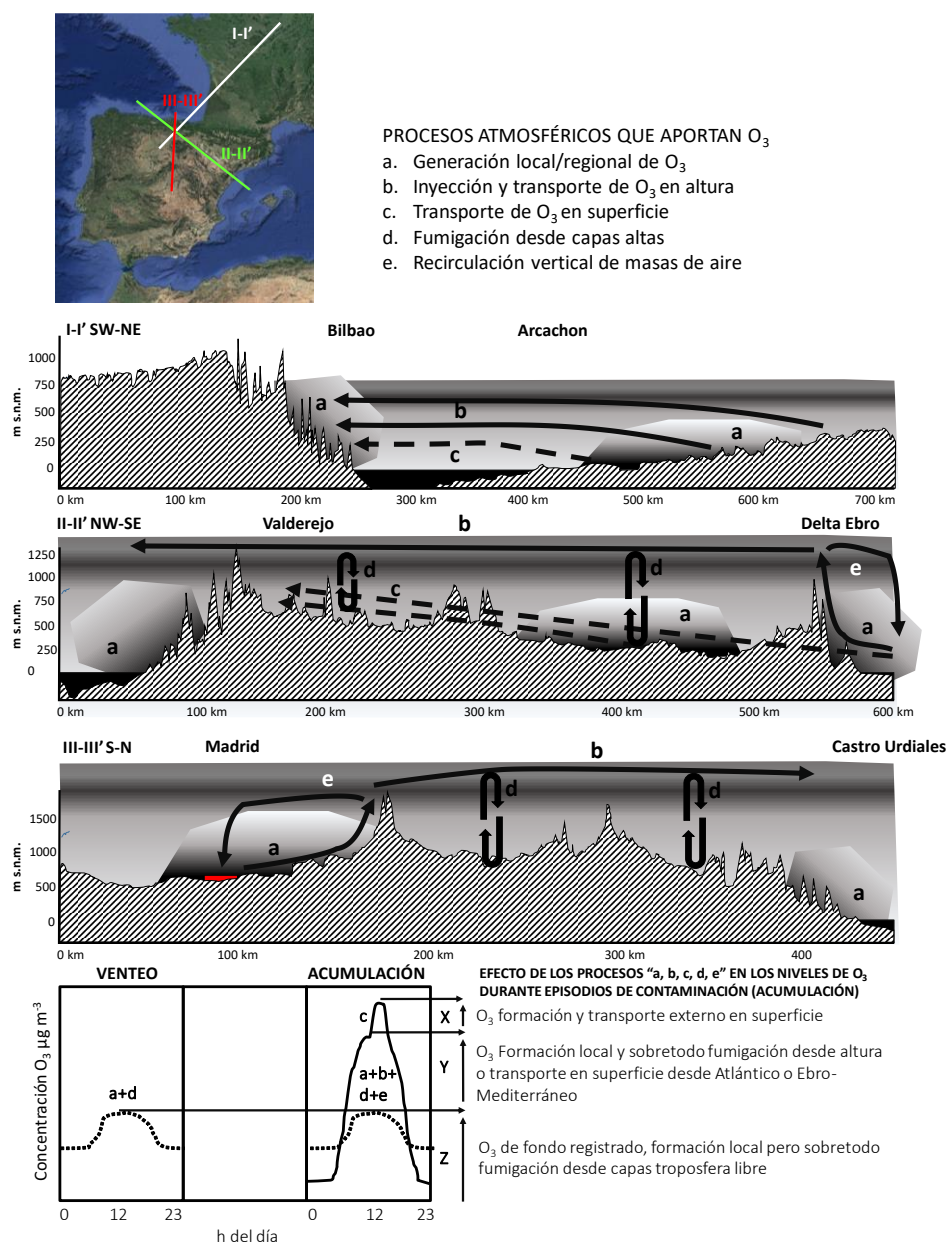 I-I'
III-III'
II-II'
PROCESOS ATMOSFÉRICOS QUE APORTAN O3
a. Generación local/regional de O3
b. Inyección y transporte de O3 en altura
c. Transporte de O3 en superficie
d. Fumigación desde capas altas
e. Recirculación vertical de masas de aire
I-I' SW-NE Bilbao Arcachon
m s.n.m.
1000
750
500
250
0
a
b
c
a
0 km 100 km 200 km 300 km 400 km 500 km 600 km 700 km
II-II' NW-SE Valderejo b Delta Ebro
m s.n.m.
1250
1000
750
500
250
0
a
d
c
d
a
e
a
0 km 100 km 200 km 300 km 400 km 500 km 600 km
III-III' S-N Madrid b Castro Urdiales
m s.n.m.
1500
1000
500
0
e
a
d
d
a
0 km 100 km 200 km 300 km 400
VENTEO ACUMULACIÓN
Concentración O3 µg m-3
a+d
c
a+b+
d+e
0 12 23 0 12 23
h del día
X
Y
Z
EFECTO DE LOS PROCESOS “a, b, c, d, e” EN LOS NIVELES DE O3
DURANTE EPISODIOS DE CONTAMINACIÓN (ACUMULACIÓN)
O3 formación y transporte externo en superficie
O3 Formación local y sobretodo fumigación desde altura
o transporte en superficie desde Atlántico o Ebro-
Mediterráneo
O3 de fondo registrado, formación local pero sobretodo
fumigación desde capas troposfera libre